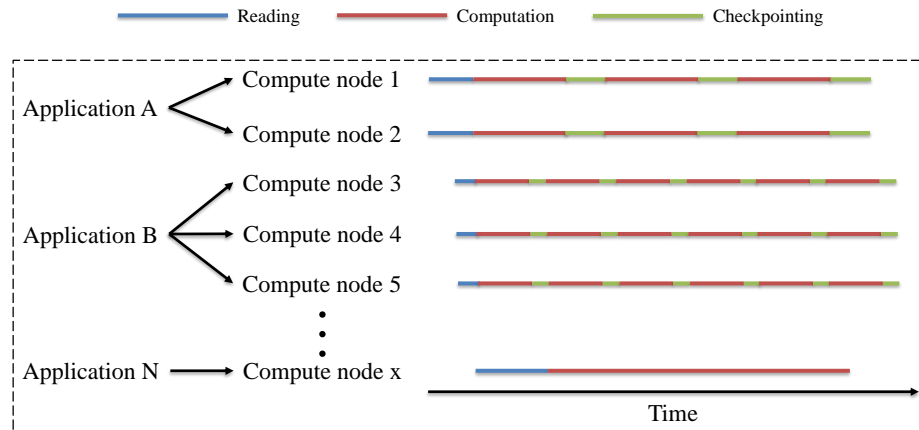 Reading Computation Checkpointing
Compute node 1
Application A
Compute node 2
Compute node 3
Application B Compute node 4
Compute node 5
Application N Compute node x
Time